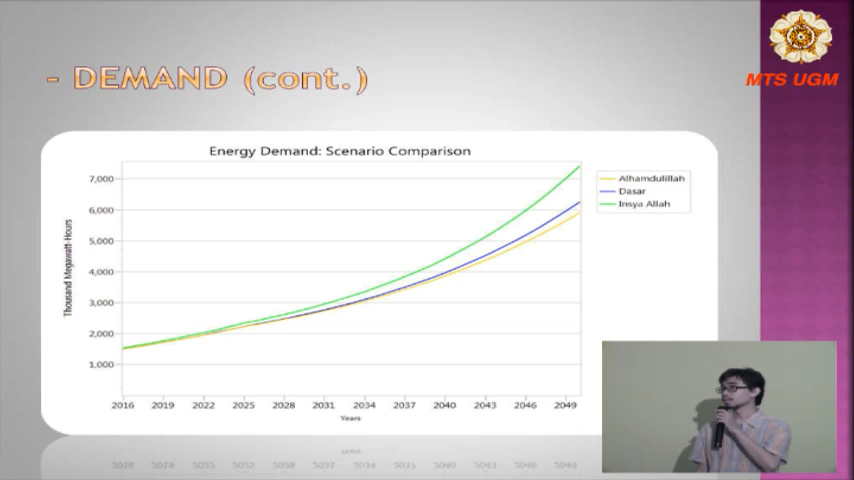 - DEMAND (cont.)
MTS UGM
Energy Demand: Scenario Comparison
Thousand Megawatt-Hours
7,000
6,000
5,000
4,000
3,000
2,000
1,000
2016 2019 2022 2025 2028 2031 2034 2037 2040 2043 2046 2049
Years
Alhamdulillah
Dasar
Insya Allah